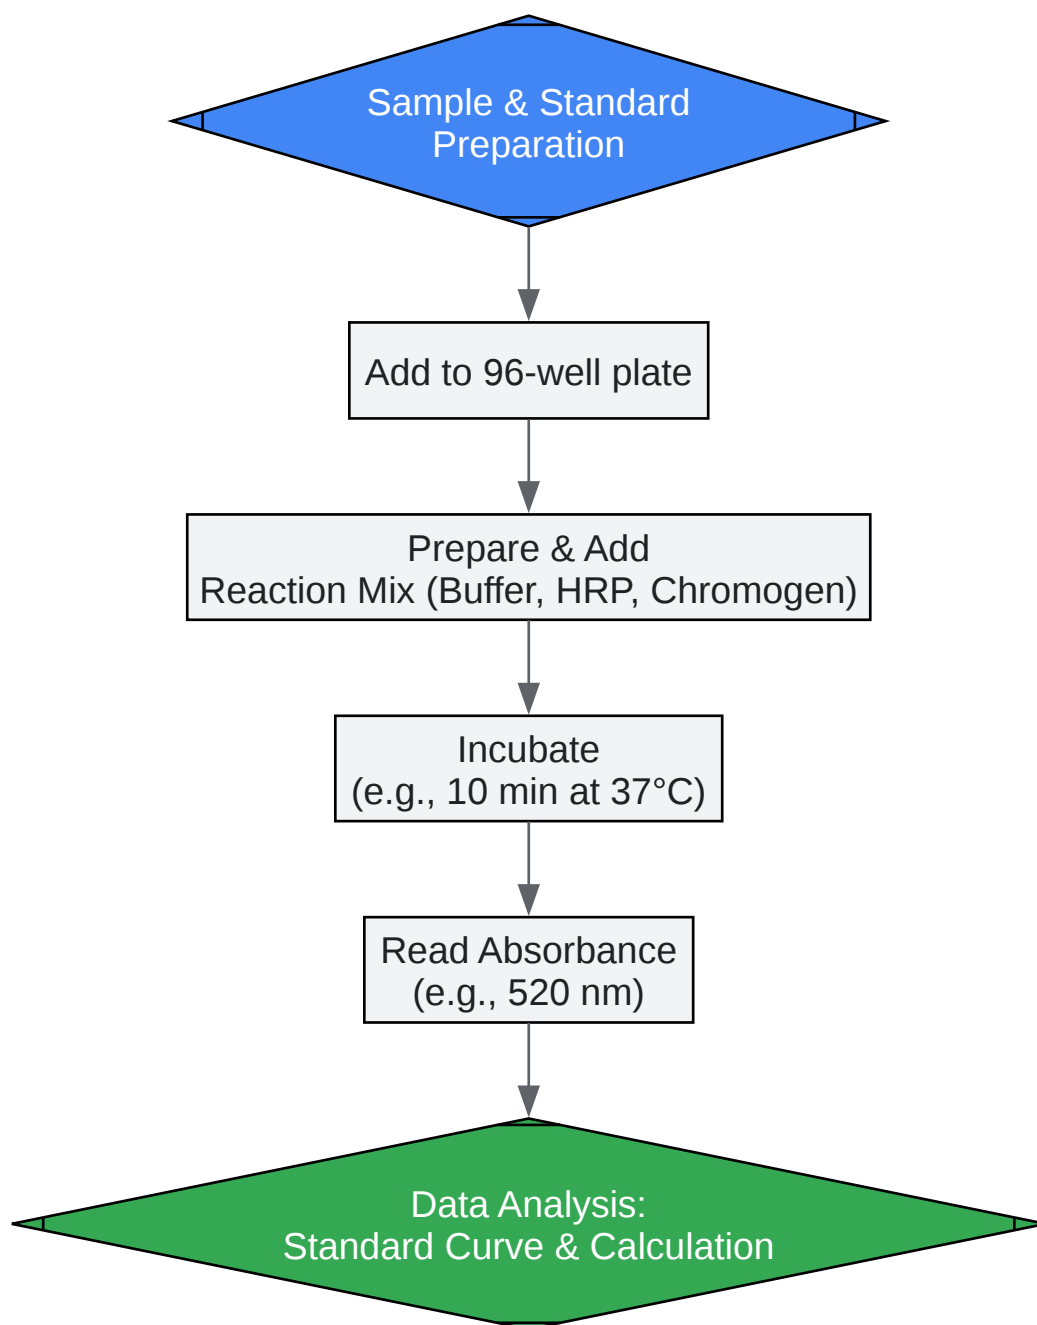 Sample & Standard
Preparation
Add to 96-well plate
Prepare & Add
Reaction Mix (Buffer, HRP, Chromogen)
Incubate
(e.g., 10 min at 37°C)
Read Absorbance
(e.g., 520 nm)
Data Analysis:
Standard Curve & Calculation